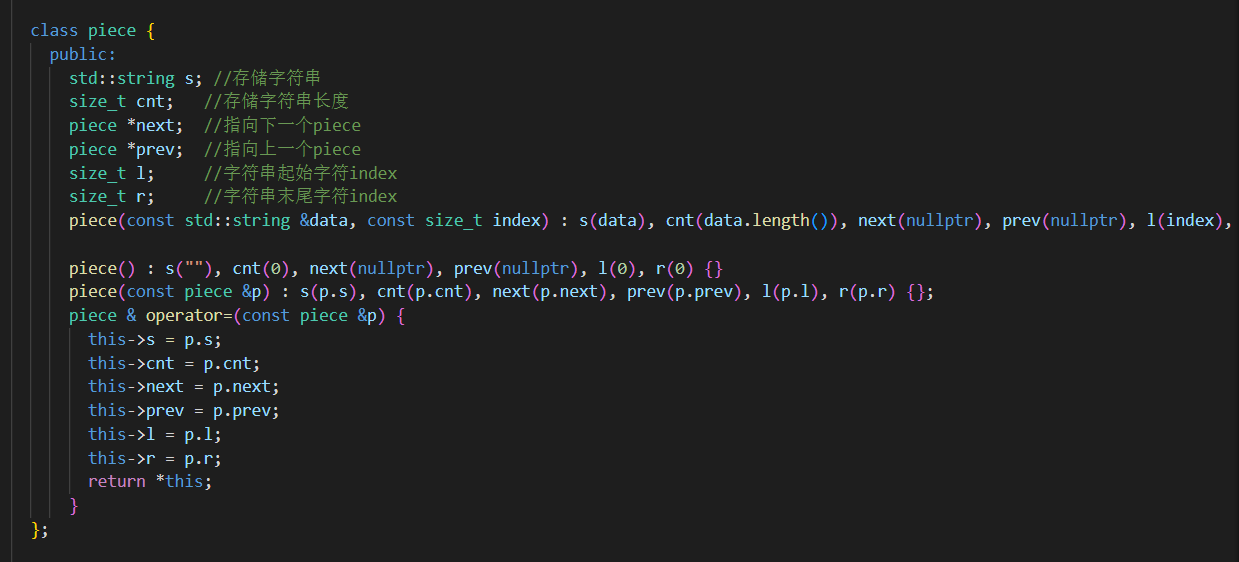 class piece {
public:
std::string s; //存储字符串
size_t cnt; //存储字符串长度
piece *next; //指向下一个piece
piece *prev; //指向上一个piece
size_t l; //字符串起始字符index
size_t r; //字符串末尾字符index
piece(const std::string &data, const size_t index) : s(data), cnt(data.length()), next(nullptr), prev(nullptr), l(index),
piece() : s(""), cnt(0), next(nullptr), prev(nullptr), l(0), r(0) {}
piece(const piece &p) : s(p.s), cnt(p.cnt), next(p.next), prev(p.prev), l(p.l), r(p.r) {};
piece & operator=(const piece &p) {
this->s = p.s;
this->cnt = p.cnt;
this->next = p.next;
this->prev = p.prev;
this->l = p.l;
this->r = p.r;
return *this;
}
};